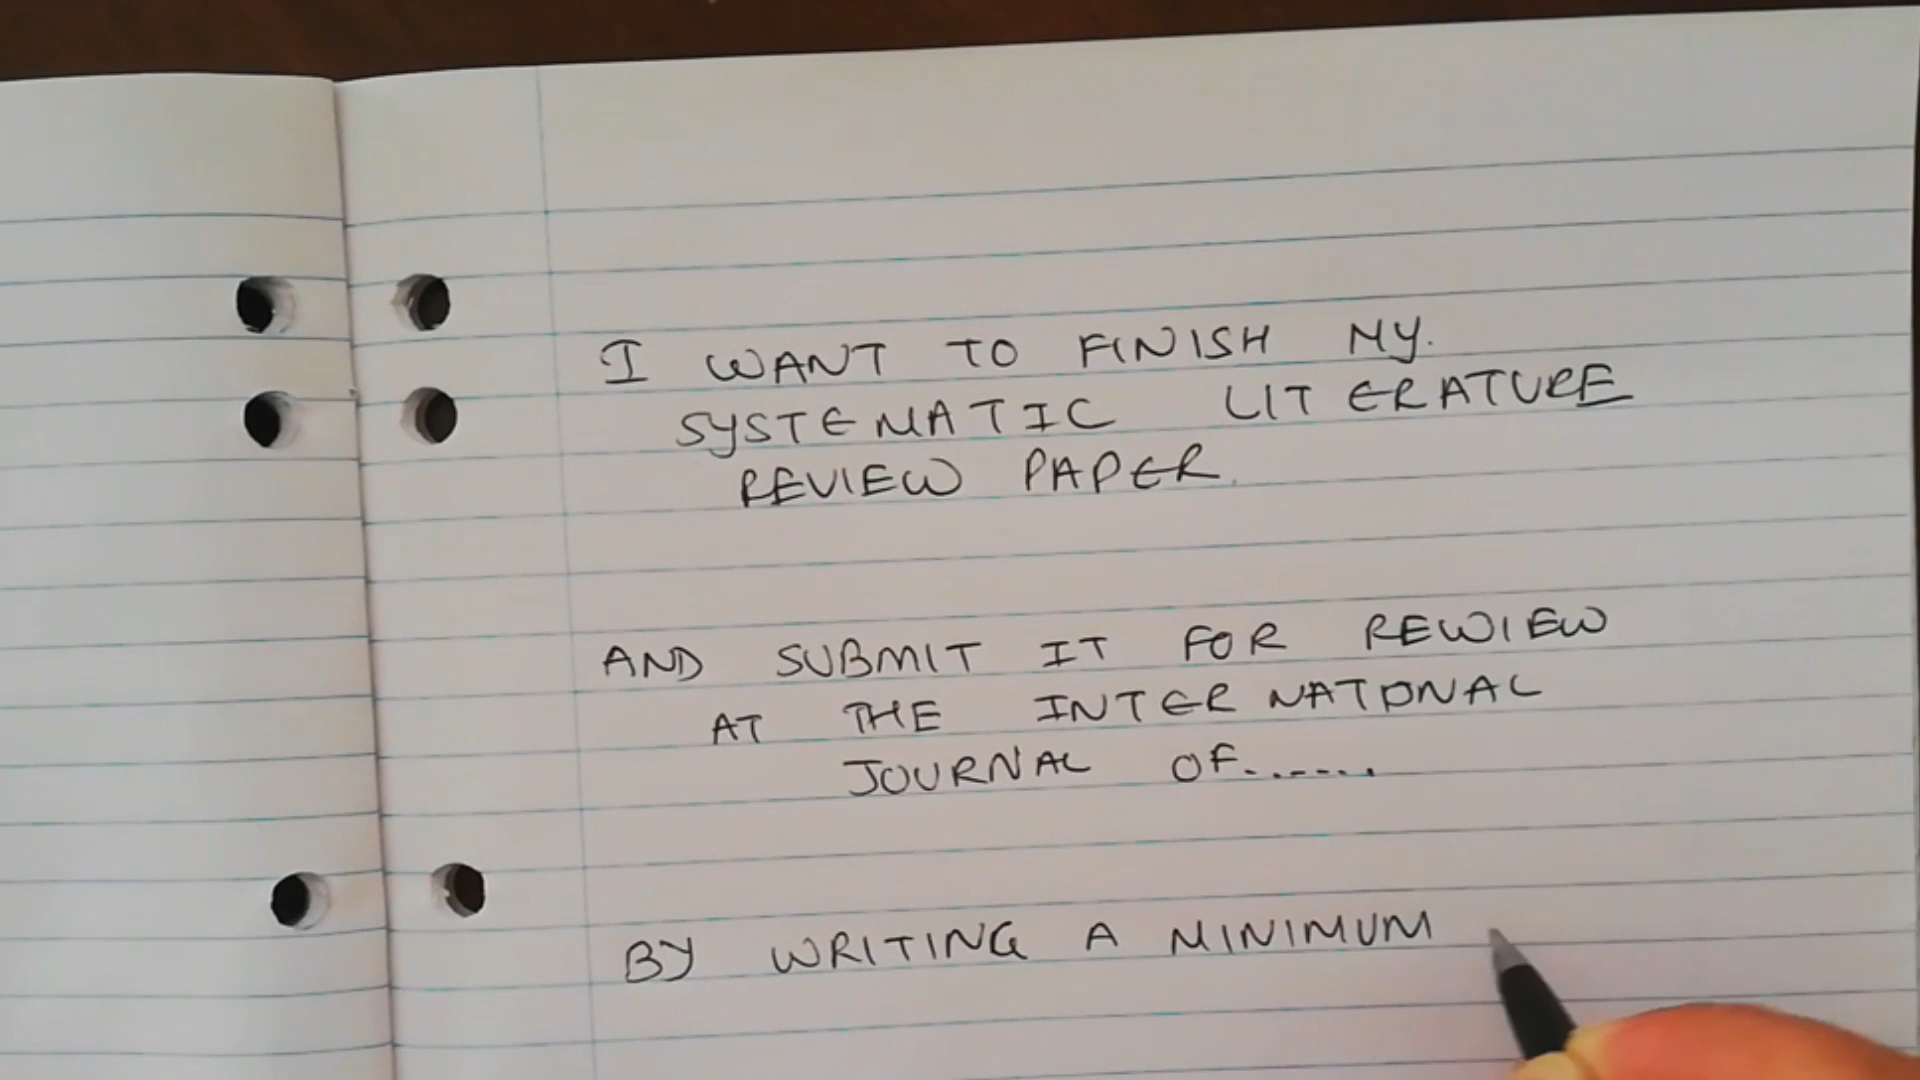 I WANT TO FINISH MY.
SYSTEMATIC LITERATURE
REVIEW PAPER.
AND SUBMIT IT FOR REWIEW
AT THE INTERNATIONAL
JOURNAL OF.......
BY WRITING A MINIMUM